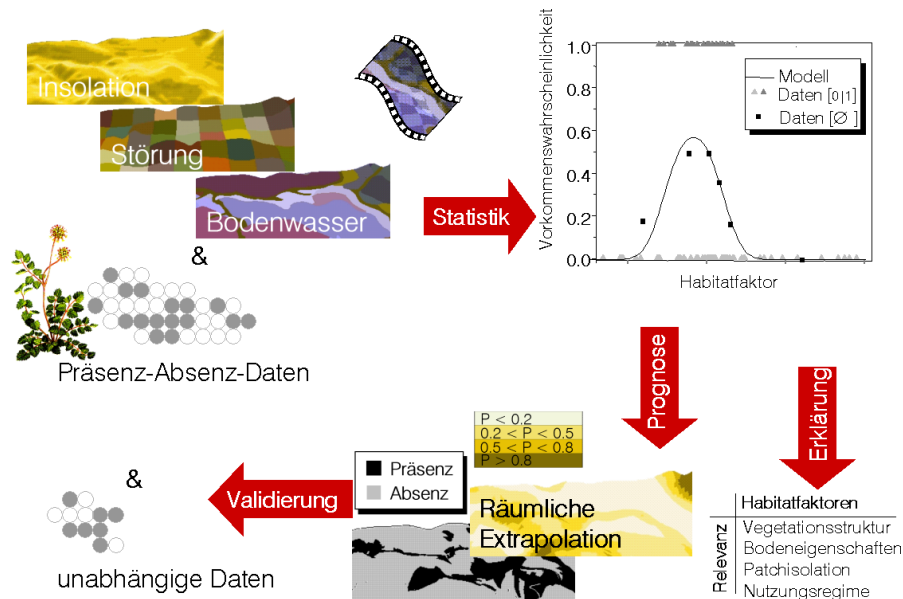 Insolation
Störung
Bodenwasser
&
Präsenz-Absenz-Daten
Statistik
Vorkommenswahrscheinlichkeit
1.0
0.8
0.6
0.4
0.2
0.0
Modell
Daten [0|1]
Daten [∅ ]
Habitatfaktor
Prognose
Erklärung
P < 0.2
0.2 < P < 0.5
0.5 < P < 0.8
P > 0.8
Präsenz
Absenz
Räumliche
Extrapolation
Validierung
&
unabhängige Daten
Habitatfaktoren
Relevanz
Vegetationsstruktur
Bodeneigenschaften
Patchisolation
Nutzungsregime